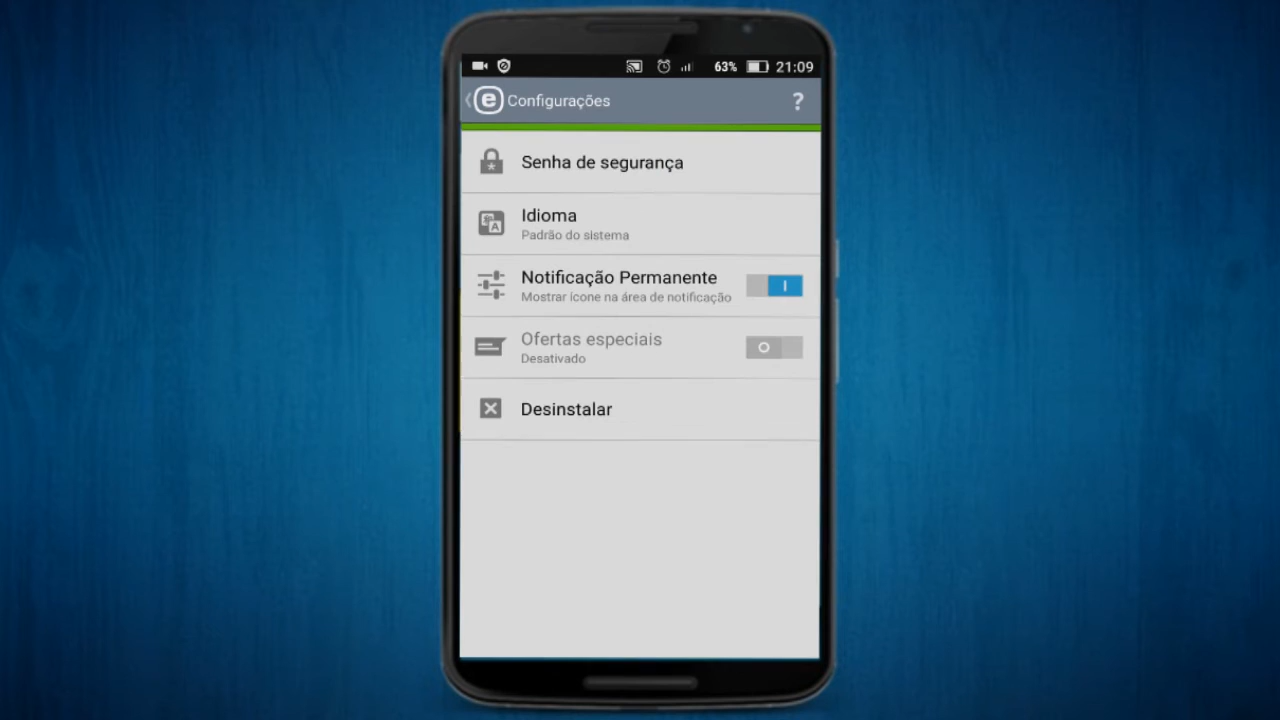 63% 21:09
e Configurações ?
Senha de segurança
Idioma
Padrão do sistema
Notificação Permanente
Mostrar ícone na área de notificação
Ofertas especiais
Desativado
Desinstalar